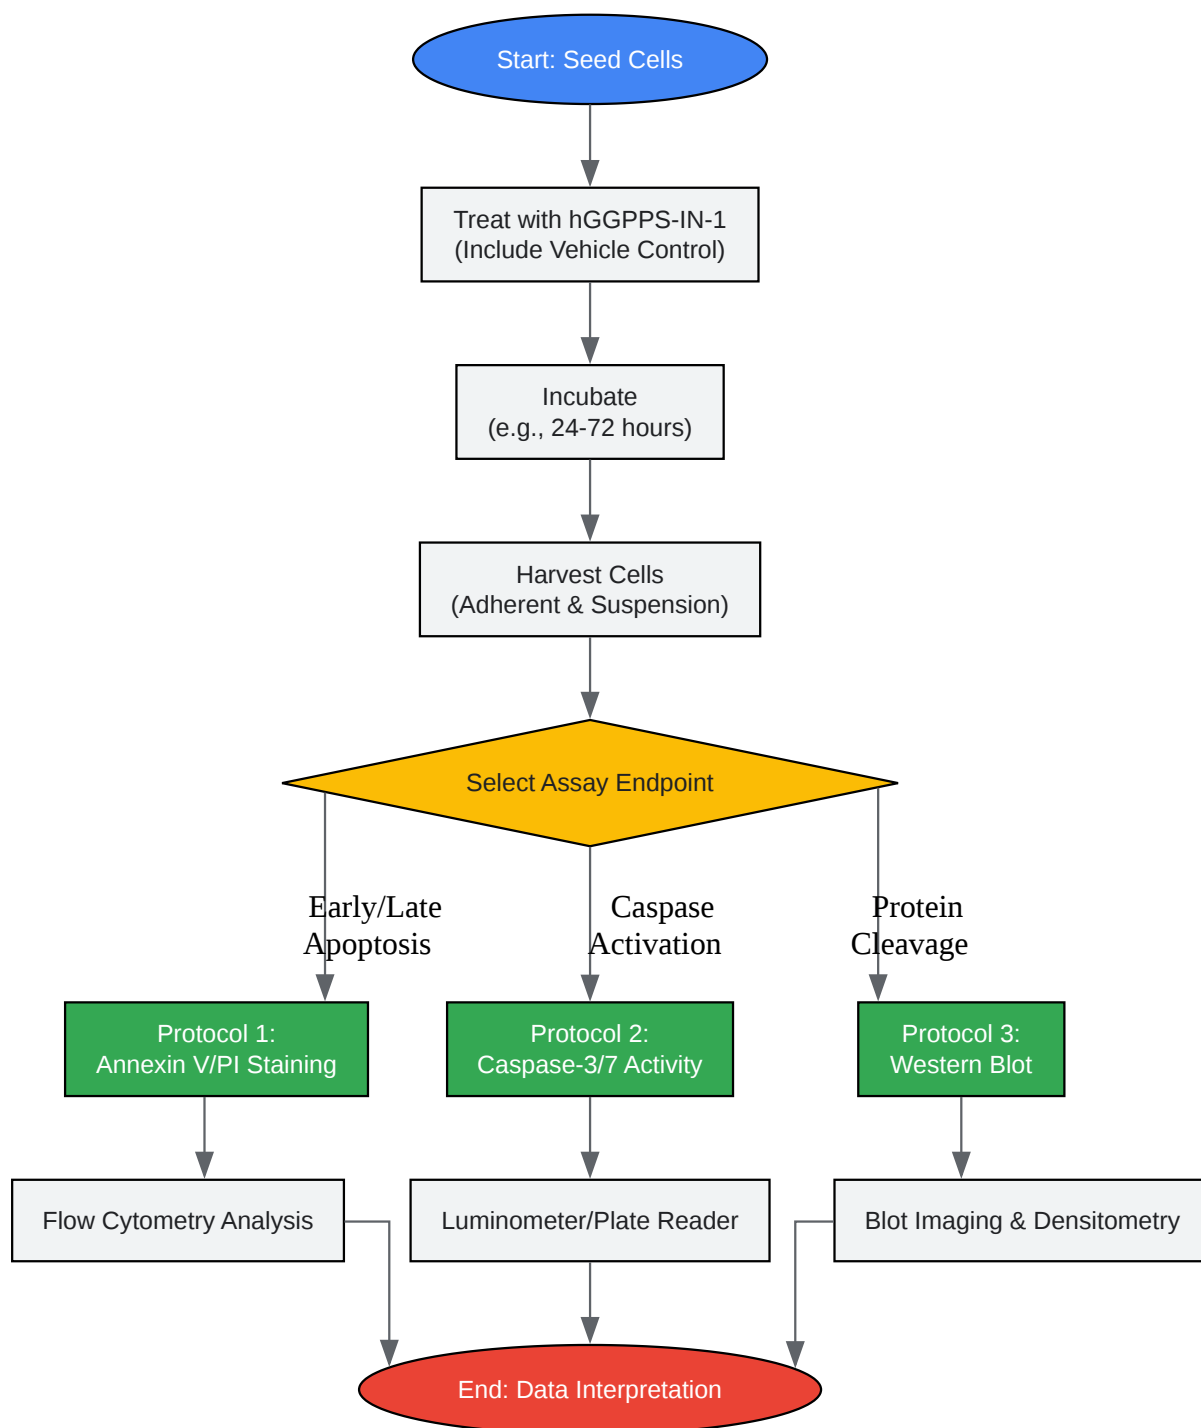 Start: Seed Cells
Treat with hGGPPS-IN-1
(Include Vehicle Control)
Incubate
(e.g., 24-72 hours)
Harvest Cells
(Adherent & Suspension)
Select Assay Endpoint
Early/Late
Apoptosis
Caspase
Activation
Protein
Cleavage
Protocol 1:
Annexin V/PI Staining
Protocol 2:
Caspase-3/7 Activity
Protocol 3:
Western Blot
Flow Cytometry Analysis
Luminometer/Plate Reader
Blot Imaging & Densitometry
End: Data Interpretation